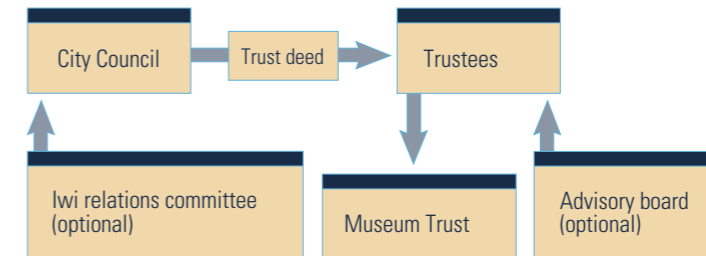 City Council
Trust deed
Trustees
Iwi relations committee
(optional)
Museum Trust
Advisory board
(optional)